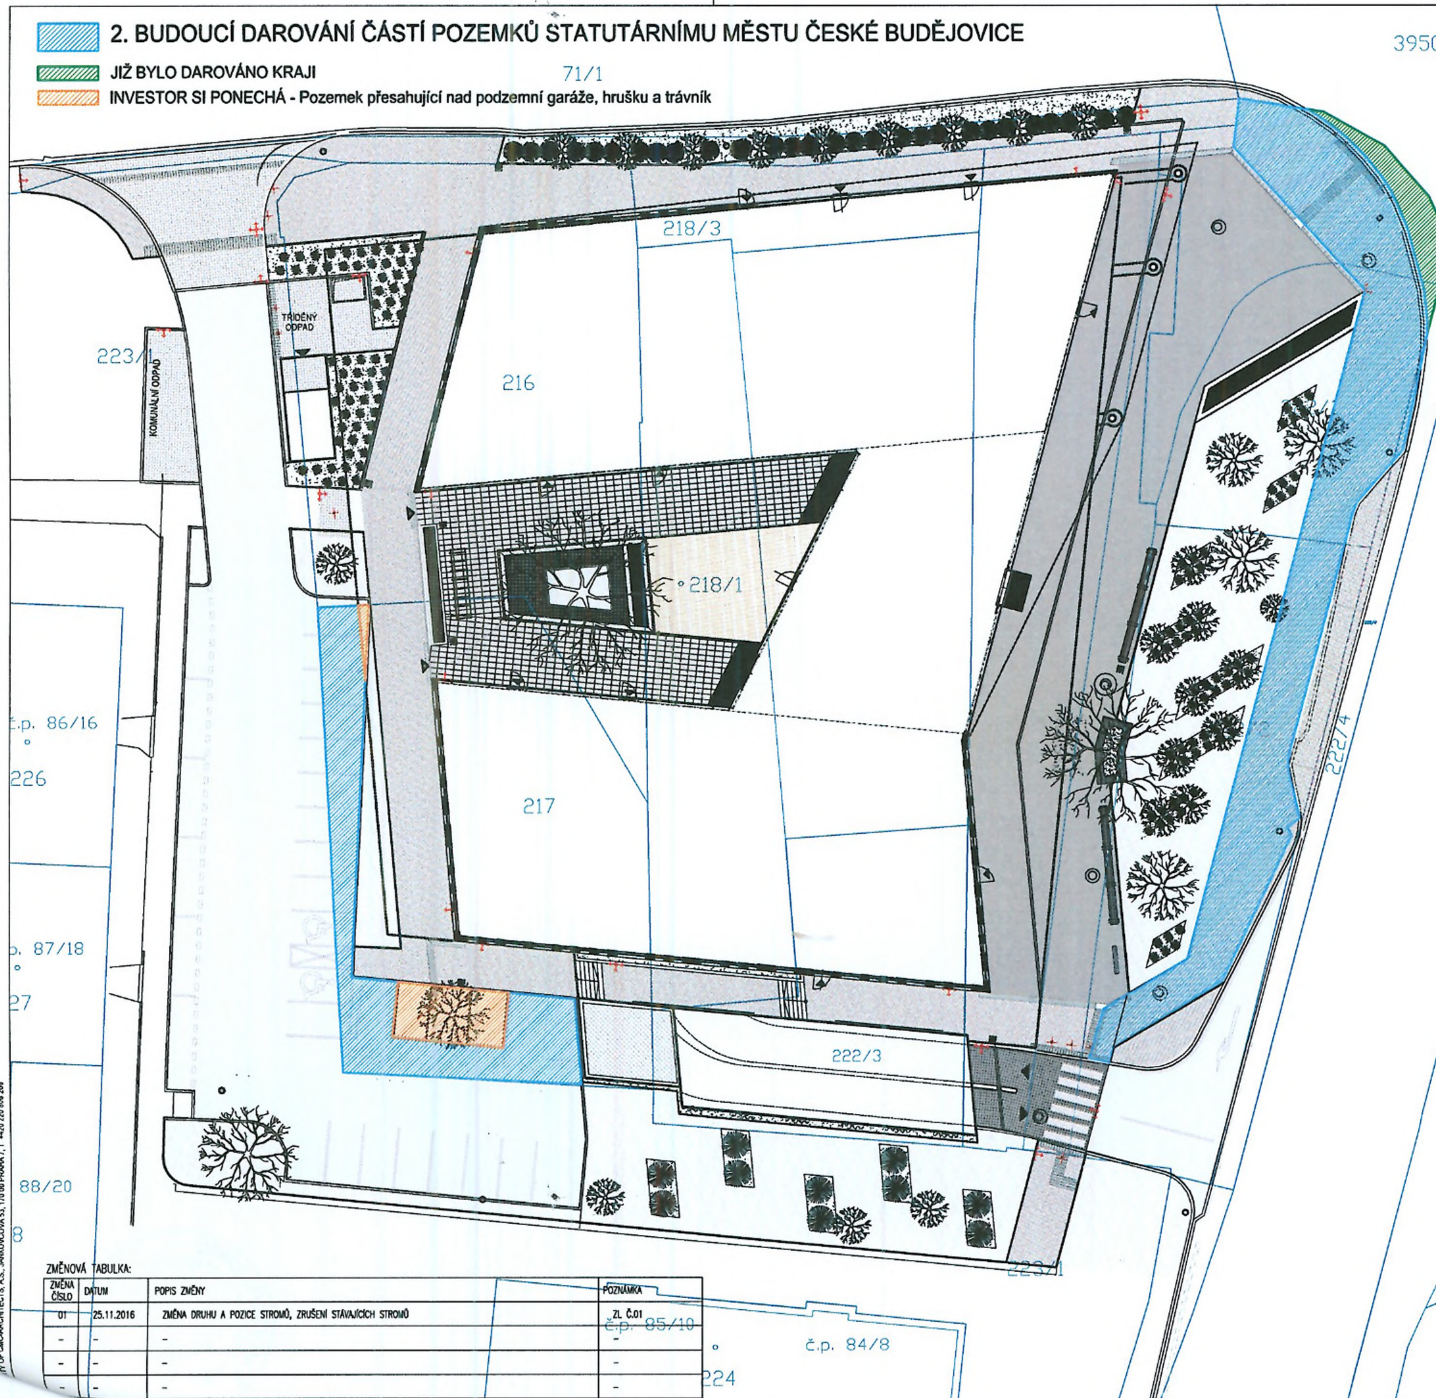 2. BUDOUCÍ DAROVÁNÍ ČÁSTÍ POZEMKŮ STATUTÁRNÍMU MĚSTU ČESKÉ BUDĚJOVICE
JIŽ BYLO DAROVÁNO KRAJI
INVESTOR SI PONECHÁ - Pozemek přesahující nad podzemní garáže, hrušku a trávník
71/1
3950
218/3
TŘÍDĚNÝ
ODPAD
223/1
KOMUNÁLNÍ ODPAD
216
218/1
č.p. 86/16
226
222/4
217
87/18
27
222/3
88/20
8
223/1
ZMĚNOVÁ TABULKA:
ZMĚNA ČÍSLO DATUM POPIS ZMĚNY POZNÁMKA
01 25.11.2016 ZMĚNA DRUHU A POZICE STROMŮ, ZRUŠENÍ STÁVAJÍCÍCH STROMŮ ZL Č.01
- - - -
- - - -
- - - -
č.p. 85/10
č.p. 84/8
224